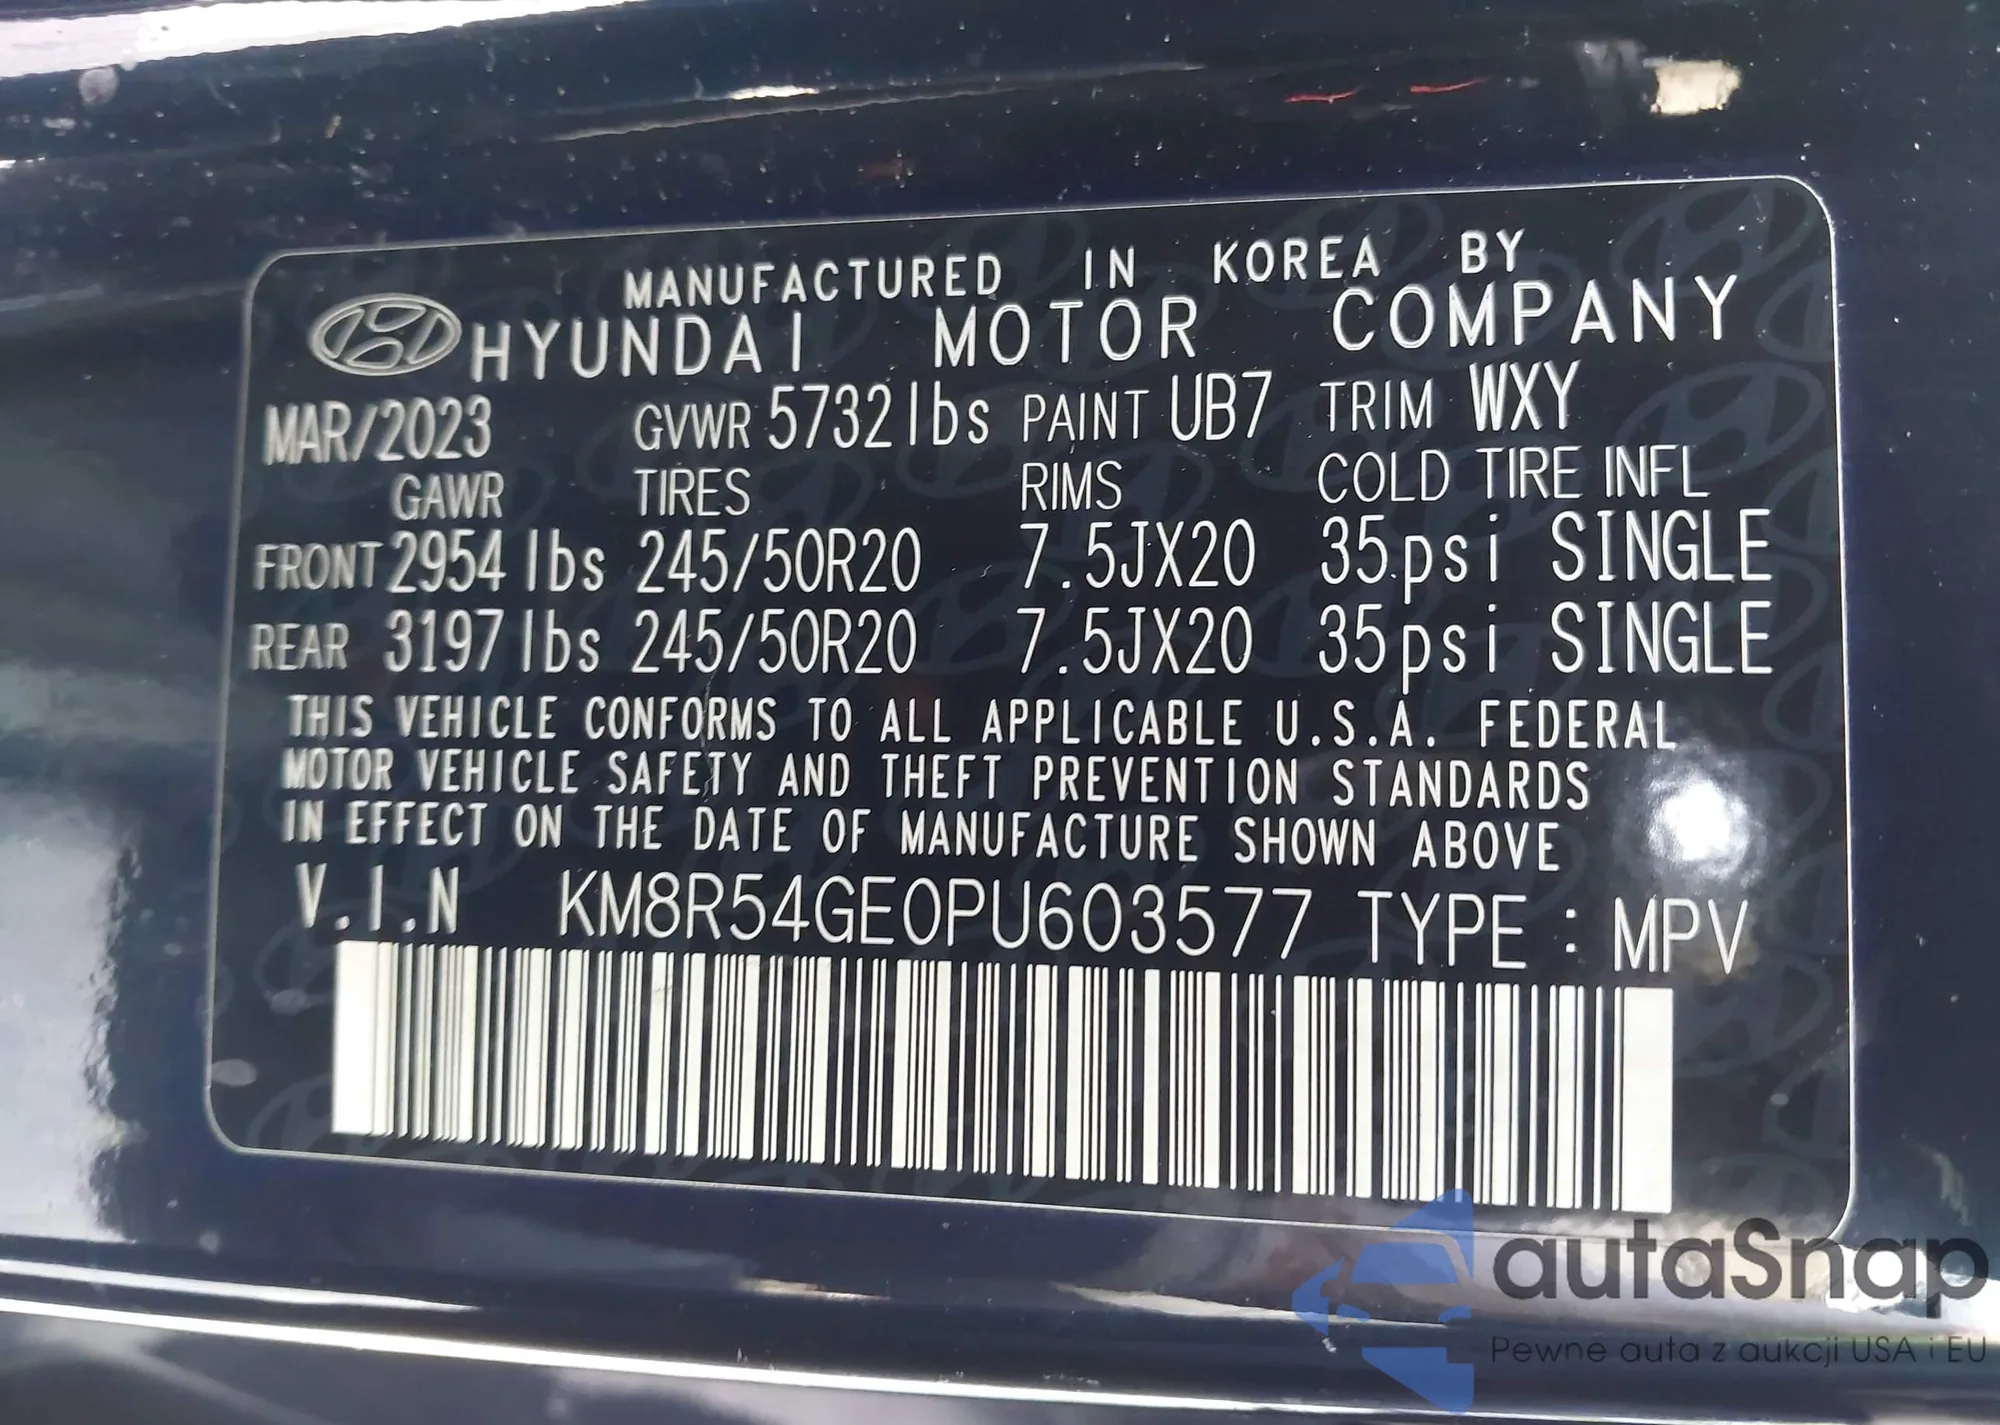 MANUFACTURED IN KOREA BY
HYUNDAI MOTOR COMPANY
MAR/2023 GVWR 5732lbs PAINT UB7 TRIM WXY
GAWR TIRES RIMS COLD TIRE INFL
FRONT 2954lbs 245/50R20 7.5JX20 35psi SINGLE
REAR 3197lbs 245/50R20 7.5JX20 35psi SINGLE
THIS VEHICLE CONFORMS TO ALL APPLICABLE U.S.A. FEDERAL
MOTOR VEHICLE SAFETY AND THEFT PREVENTION STANDARDS
IN EFFECT ON THE DATE OF MANUFACTURE SHOWN ABOVE
V.I.N KM8R54GE0PU603577 TYPE : MPV
autaSnap
Pewne auta z aukcji USA i EU